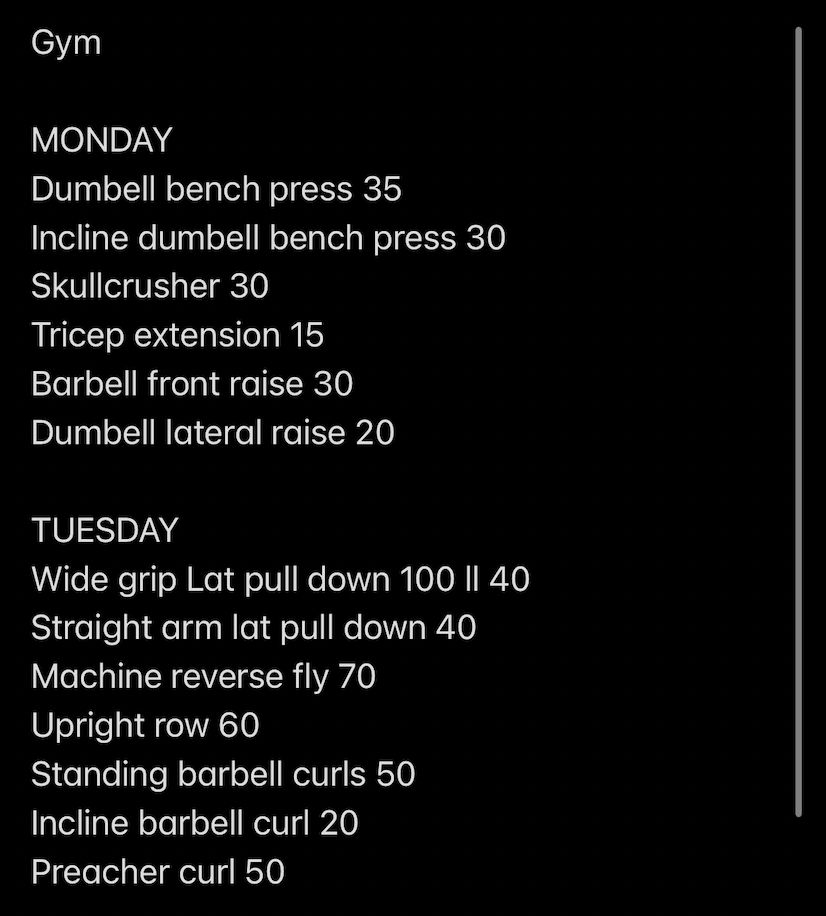 Gym
MONDAY
Dumbell bench press 35
Incline dumbell bench press 30
Skullcrusher 30
Tricep extension 15
Barbell front raise 30
Dumbell lateral raise 20
TUESDAY
Wide grip Lat pull down 100 ll 40
Straight arm lat pull down 40
Machine reverse fly 70
Upright row 60
Standing barbell curls 50
Incline barbell curl 20
Preacher curl 50